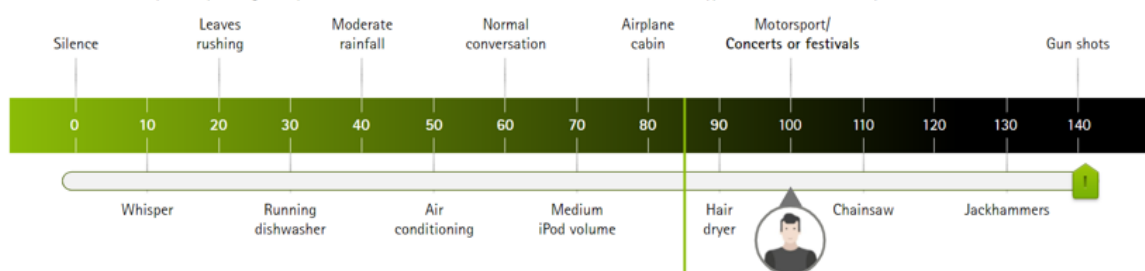 Leaves Moderate Normal Airplane Motorsport/
Silence rushing rainfall conversation cabin Concerts or festivals Gun shots
0 10 20 30 40 50 60 70 80 90 100 110 120 130 140
!
Whisper Running Air Medium Hair Chainsaw Jackhammers
dishwasher conditioning iPod volume dryer